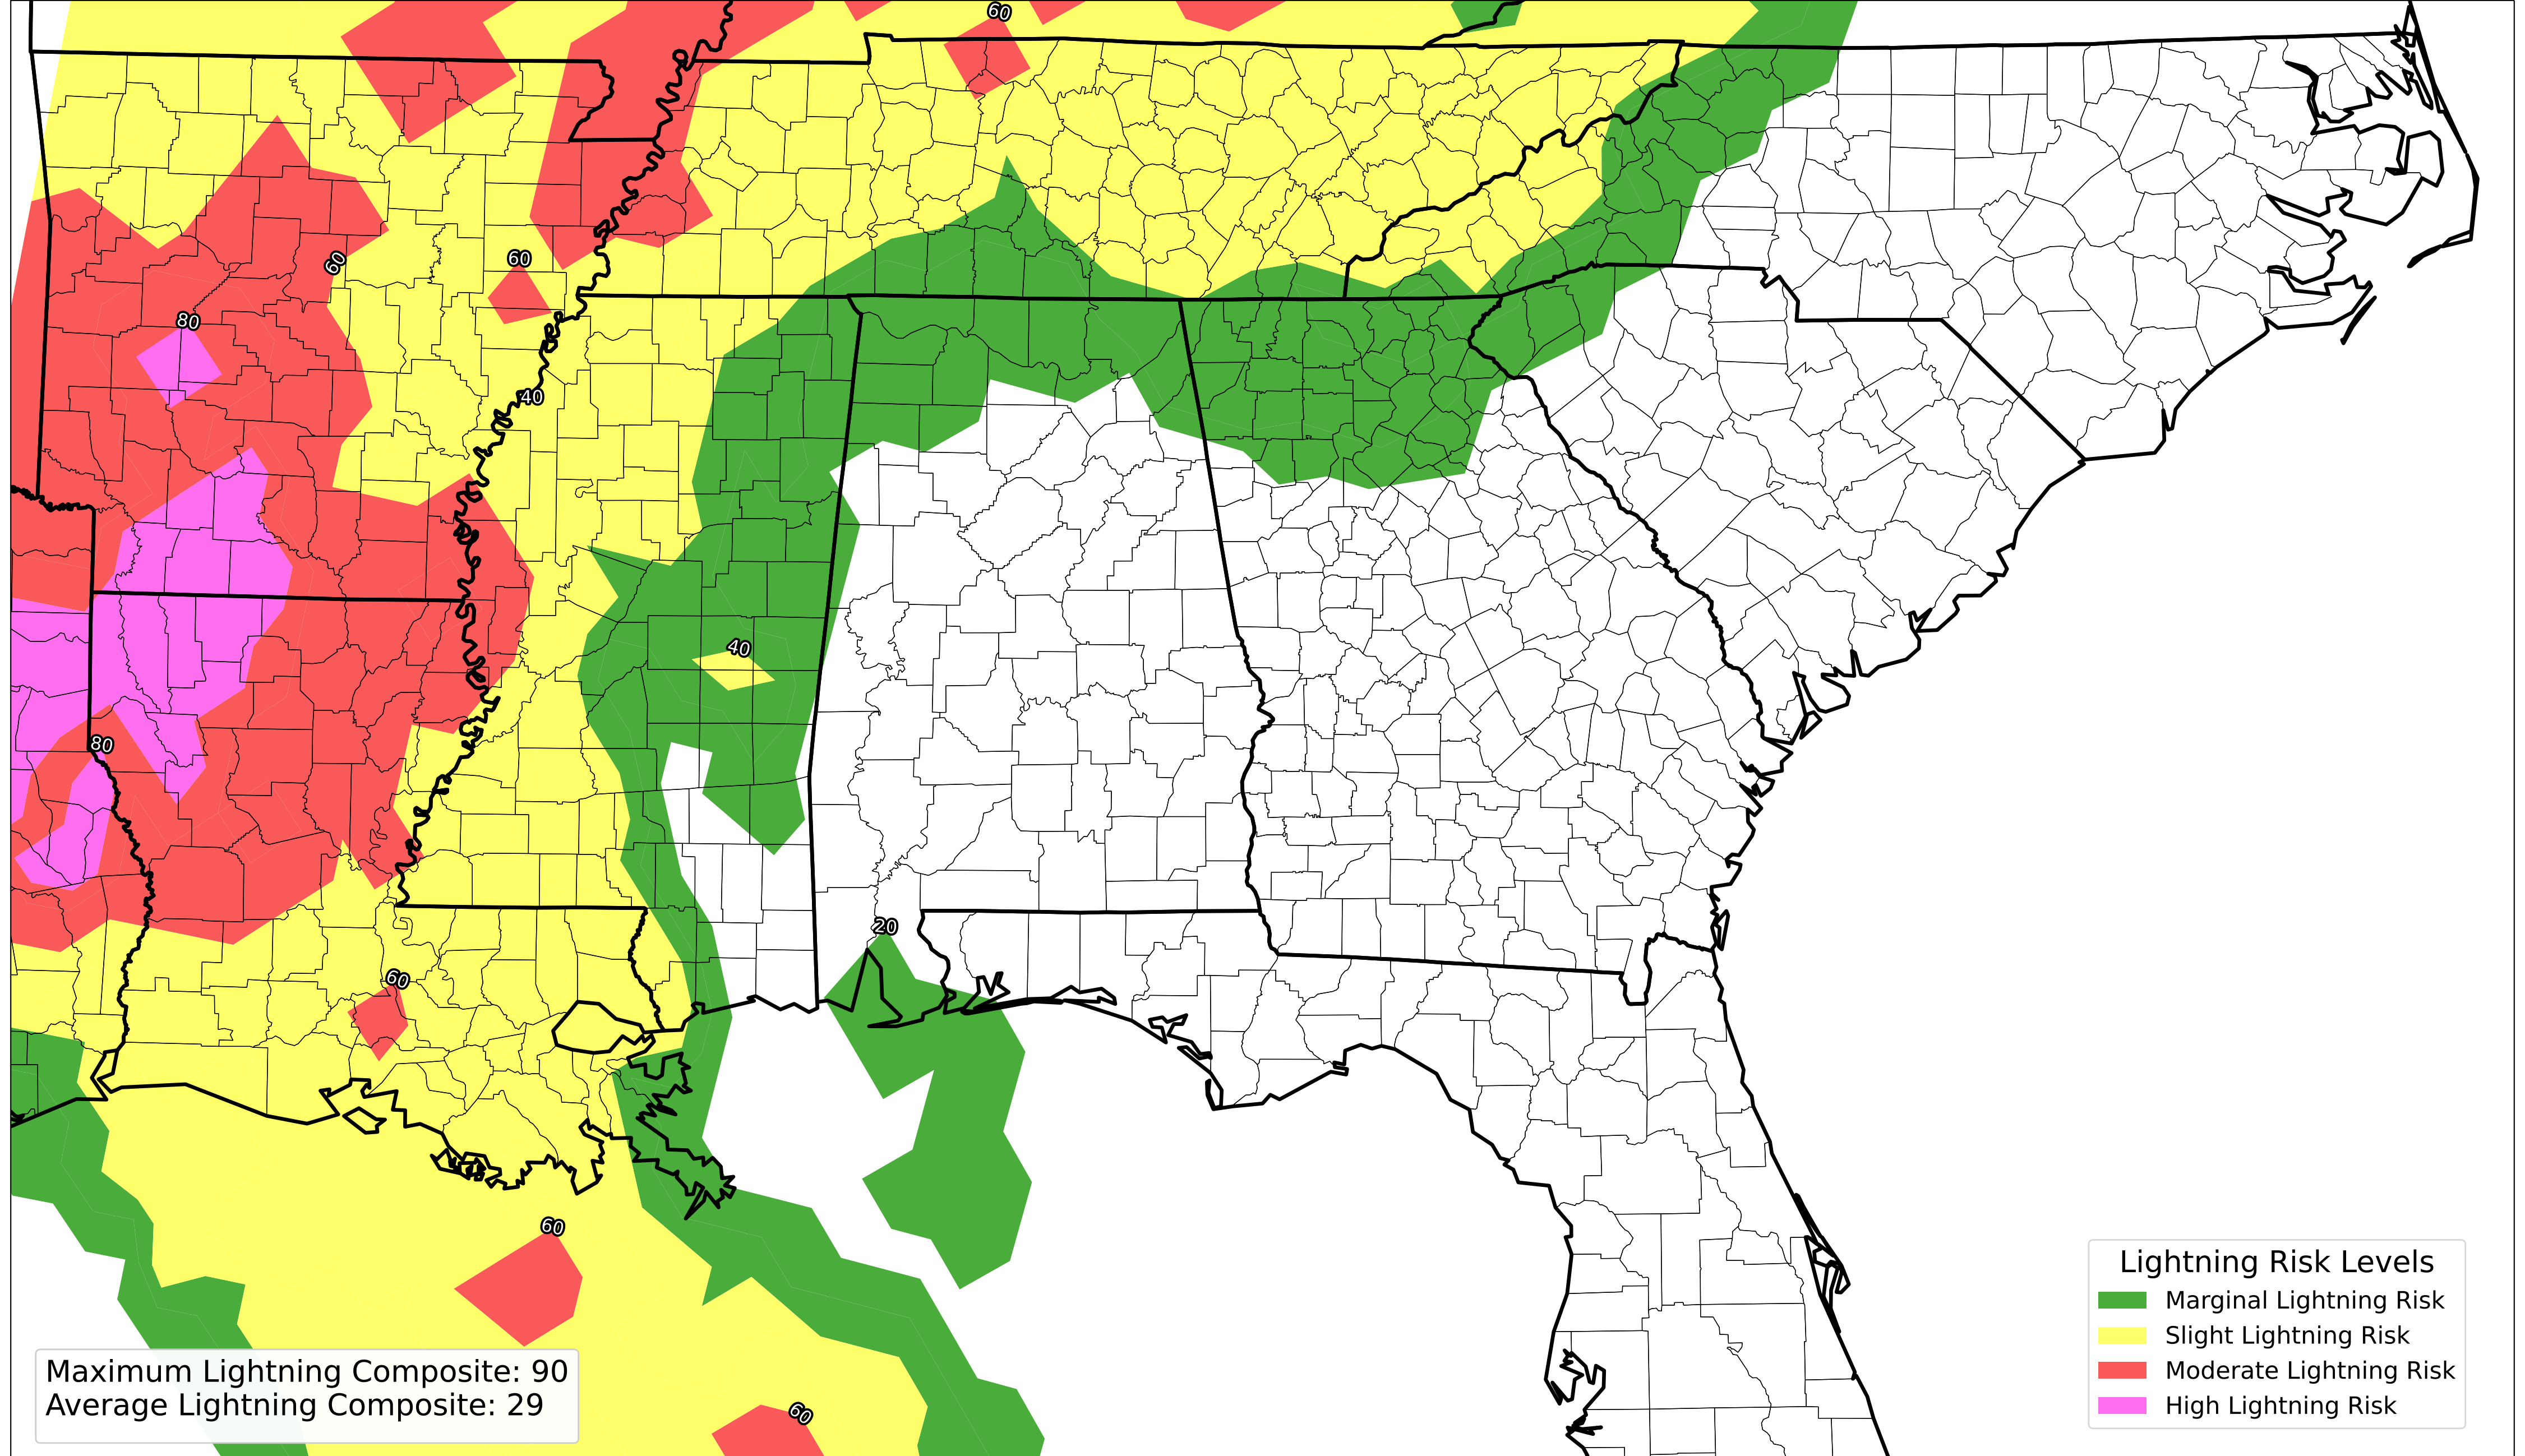 60
60
60
80
40
40
80
20
60
60
60
Lightning Risk Levels
Marginal Lightning Risk
Slight Lightning Risk
Moderate Lightning Risk
High Lightning Risk
Maximum Lightning Composite: 90
Average Lightning Composite: 29